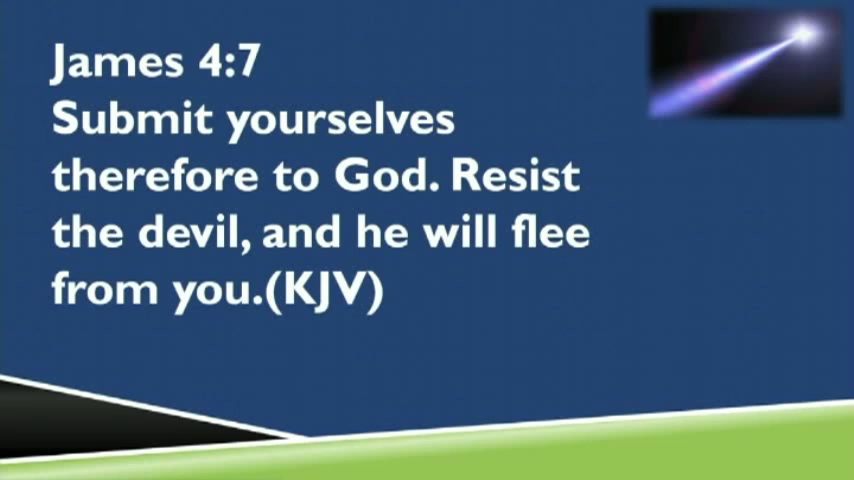 James 4:7
Submit yourselves
therefore to God. Resist
the devil, and he will flee
from you.(KJV)